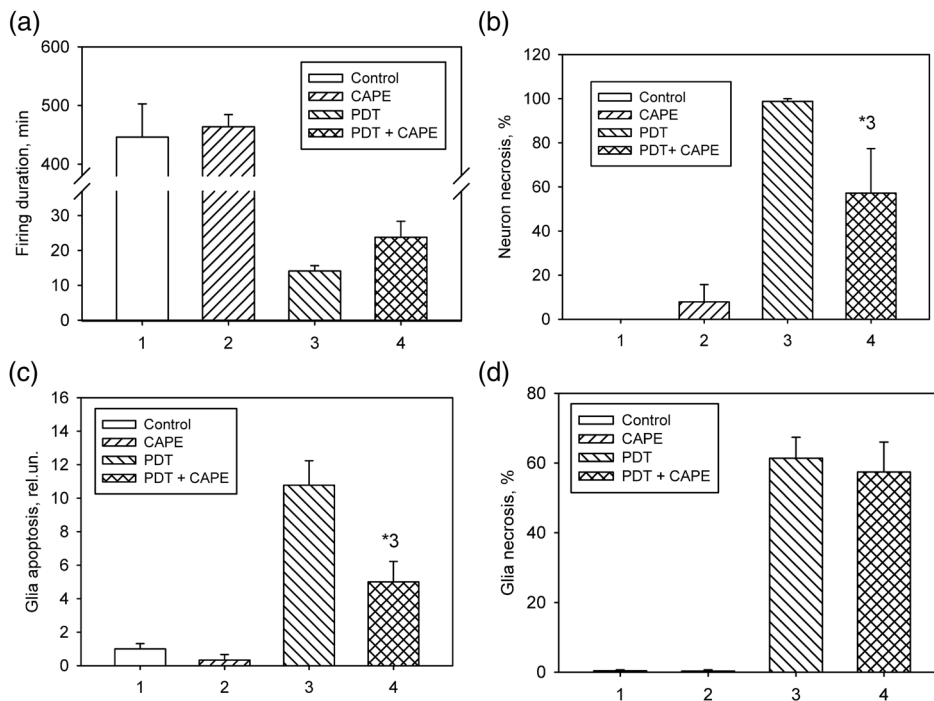 (a)
600
500
400
30
20
10
0
Firing duration, min
Control
CAPE
PDT
PDT + CAPE
1 2 3 4
(b)
120
100
80
60
40
20
0
Neuron necrosis, %
Control
CAPE
PDT
PDT+ CAPE
*3
1 2 3 4
(c)
16
14
12
10
8
6
4
2
0
Glia apoptosis, rel.un.
Control
CAPE
PDT
PDT + CAPE
*3
1 2 3 4
(d)
80
60
40
20
0
Glia necrosis, %
Control
CAPE
PDT
PDT + CAPE
1 2 3 4